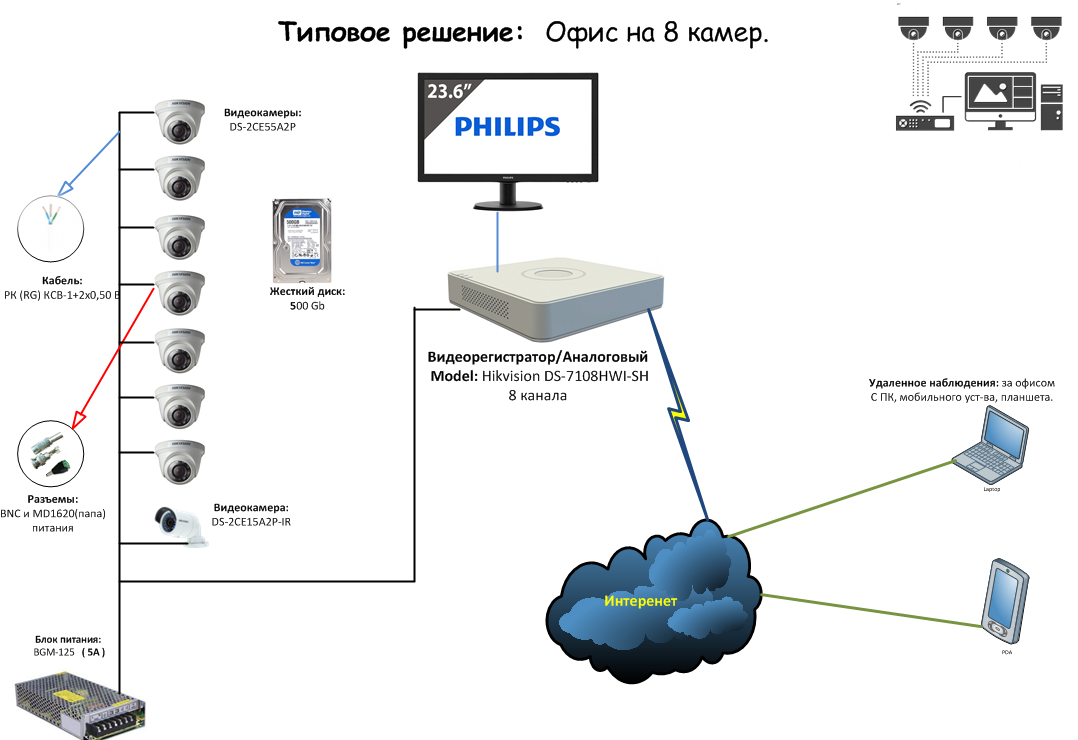 Типовое решение: Офис на 8 камер.
Видеокамеры:
DS-2CE55A2P
23.6”
PHILIPS
PHILIPS
500GB
Кабель:
РК (RG) КСВ-1+2х0,50 В
Жесткий диск:
500 Gb
Видеорегистратор/Аналоговый
Model: Hikvision DS-7108HWI-SH
8 канала
Удаленное наблюдения: за офисом
С ПК, мобильного уст-ва, планшета.
Laptop
Разъемы:
BNC и MD1620(папа)
питания
Видеокамера:
DS-2CE15A2P-IR
Интеренет
PDA
Блок питания:
BGM-125 ( 5A )